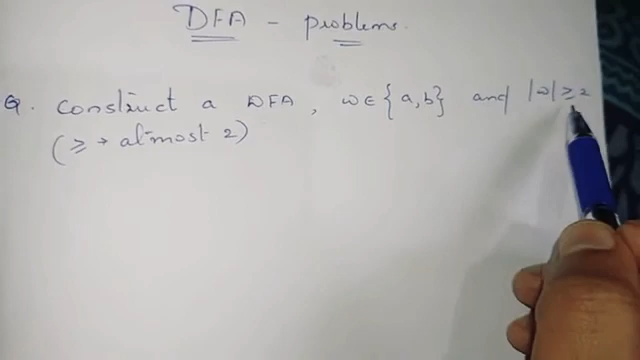 DFA - problems.
Q. Construct a DFA, w∈{a,b} and |w|≥2
(≥ → almost 2)